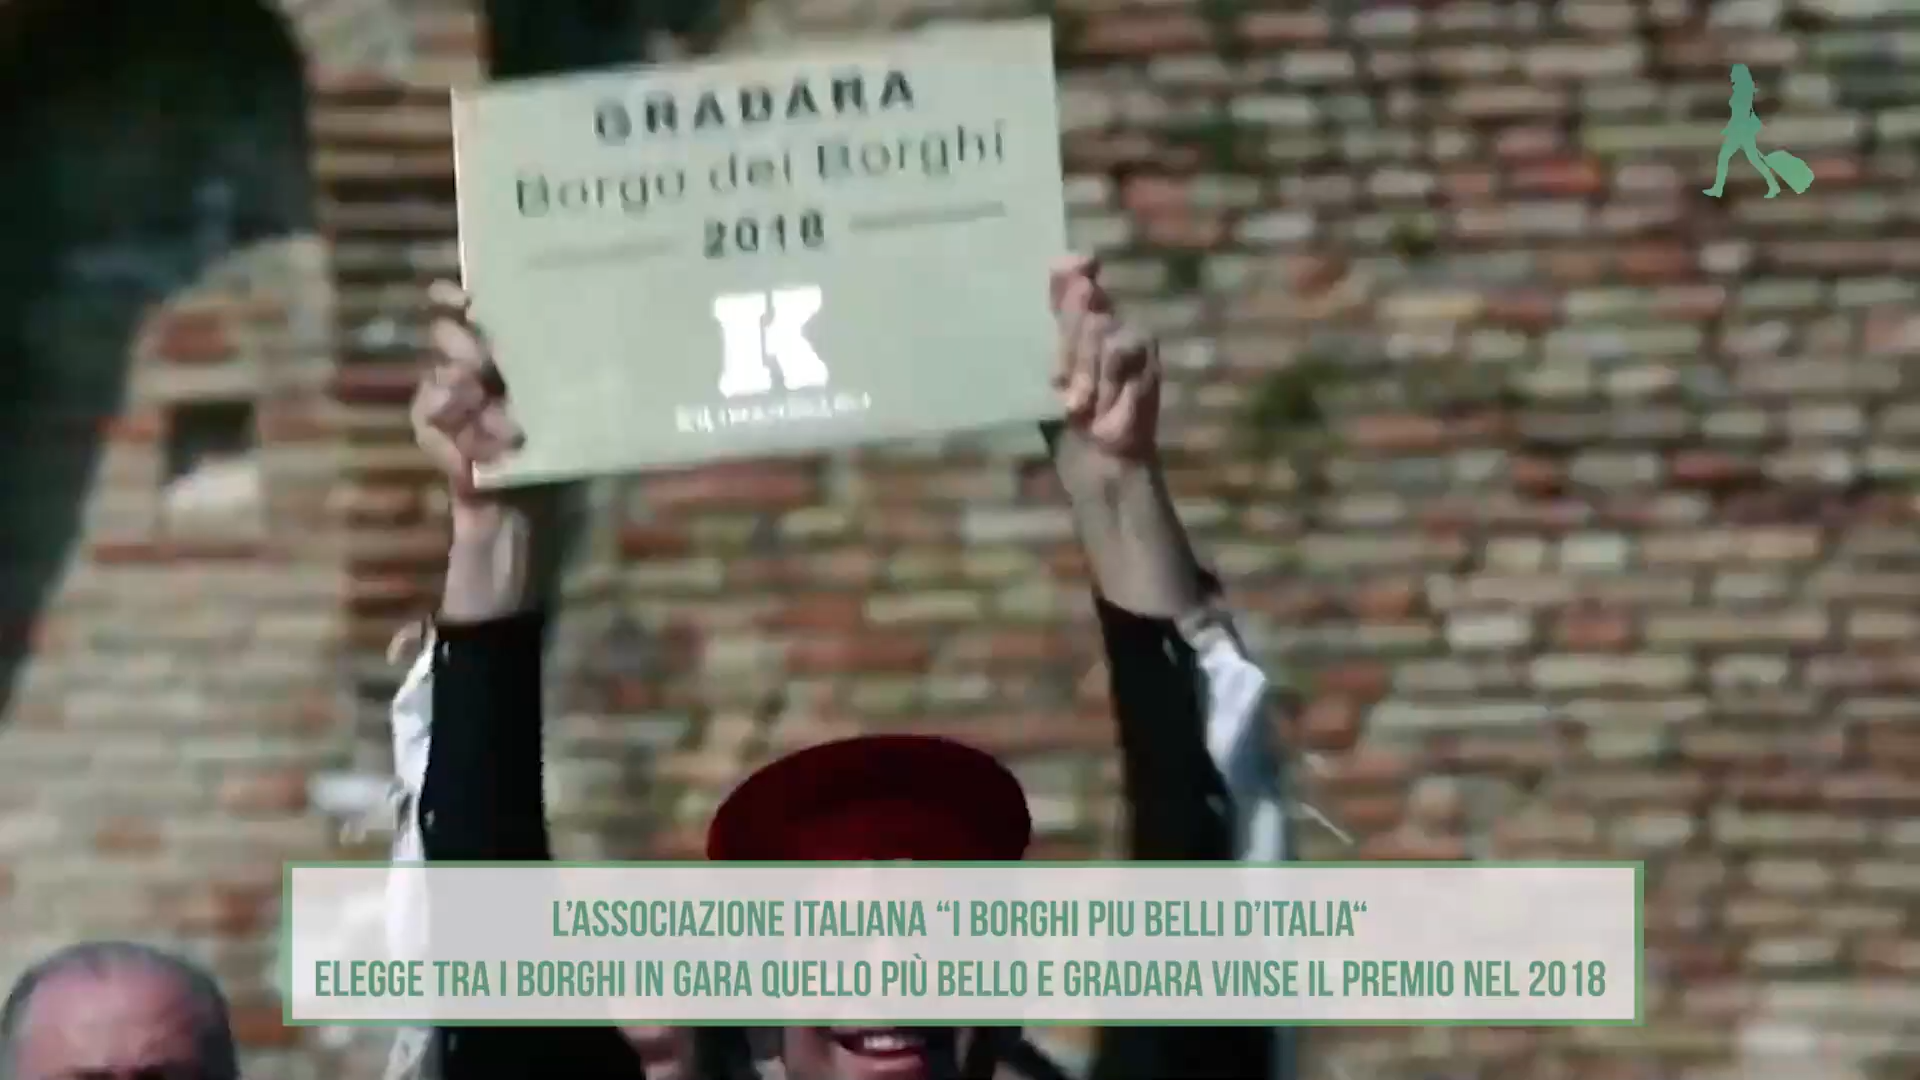 GRADARA
Borgo dei Borghi
2018
K
KILIMANGIARO
L'ASSOCIAZIONE ITALIANA “I BORGHI PIU BELLI D'ITALIA“
ELEGGE TRA I BORGHI IN GARA QUELLO PIÙ BELLO E GRADARA VINSE IL PREMIO NEL 2018